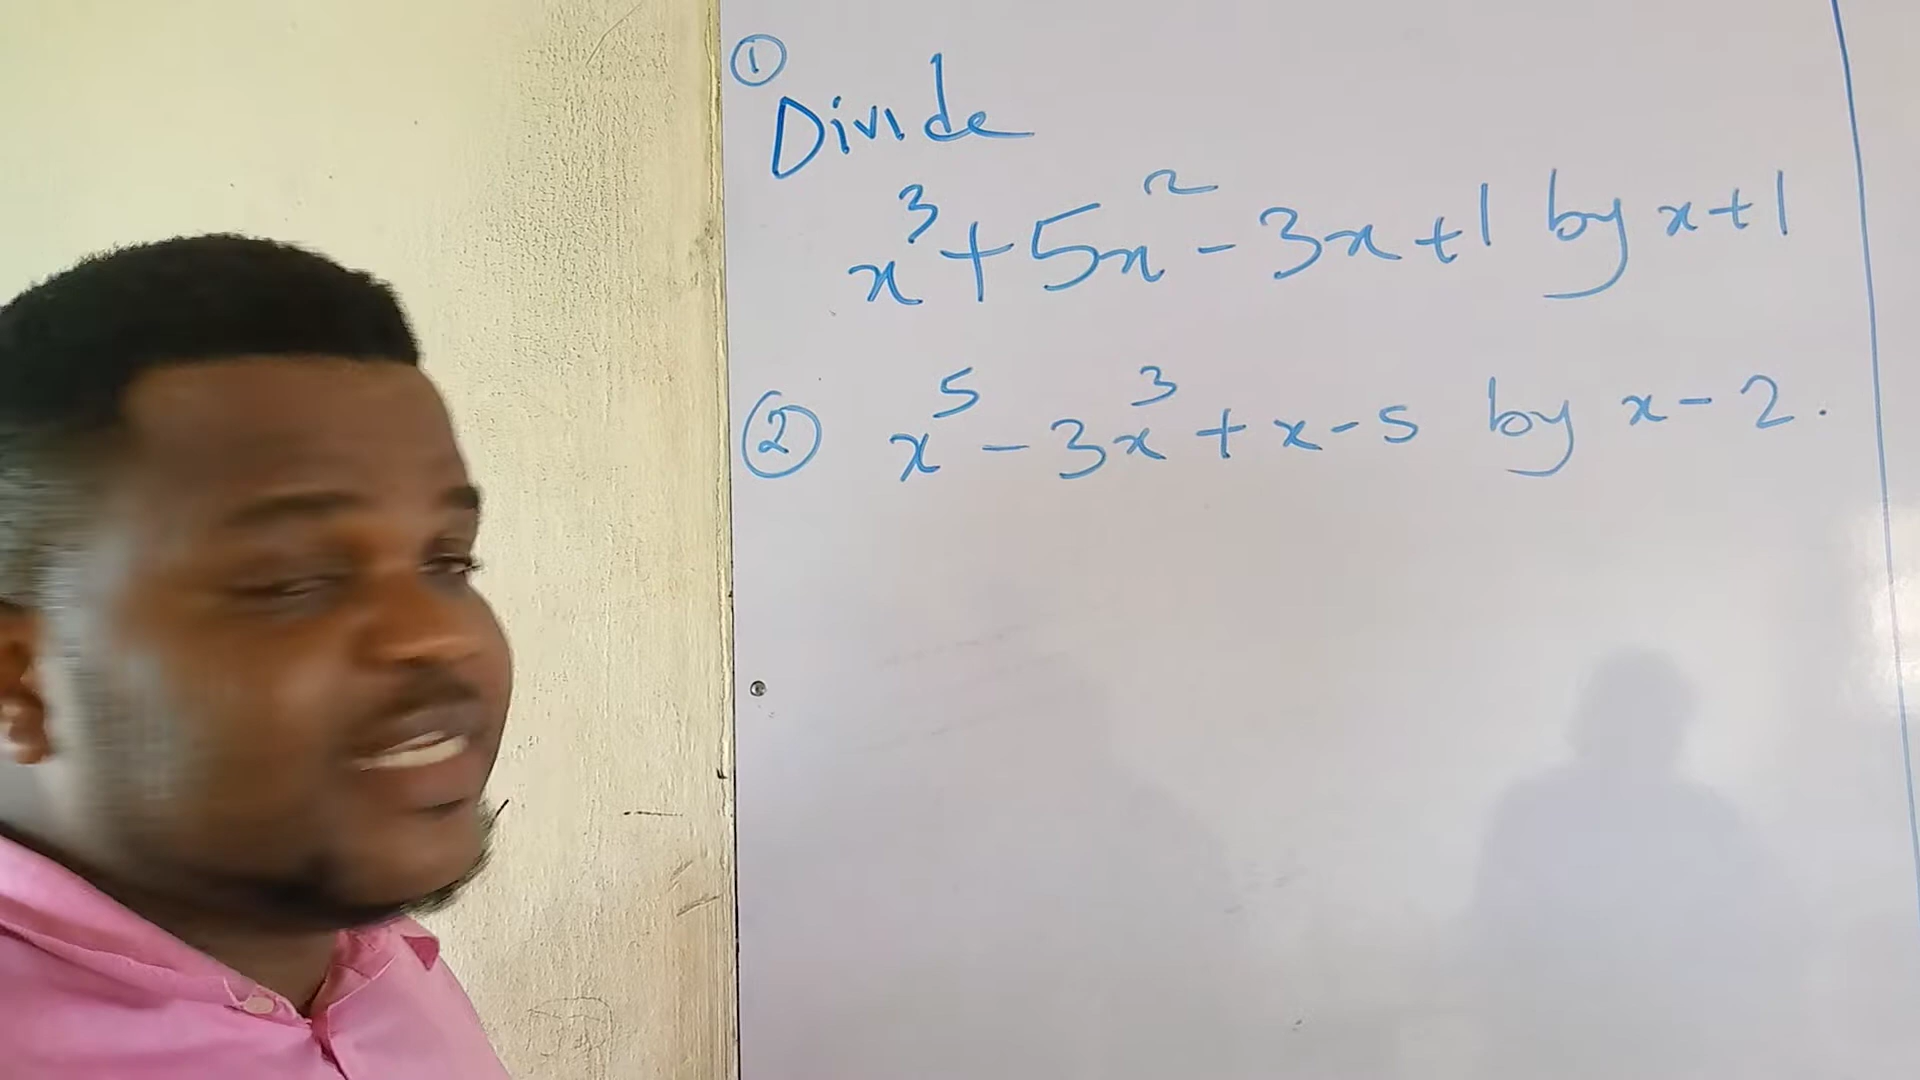 ①
Divide
x³ + 5x² - 3x + 1 by x + 1
② x⁵ - 3x³ + x - 5 by x - 2.